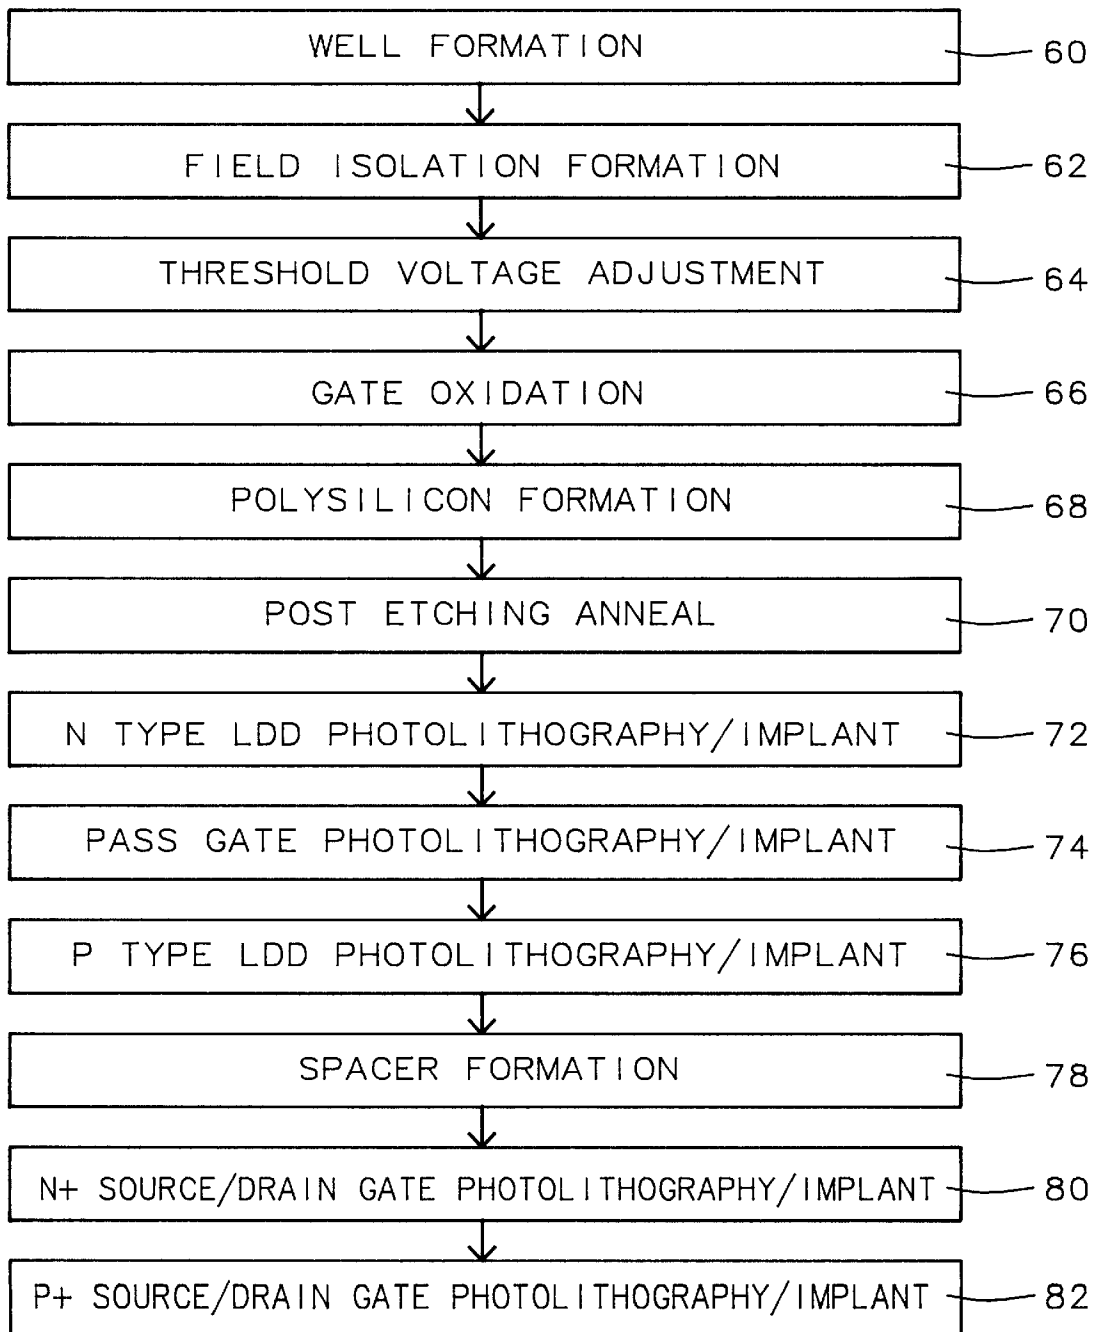 WELL FORMATION 60
FIELD ISOLATION FORMATION 62
THRESHOLD VOLTAGE ADJUSTMENT 64
GATE OXIDATION 66
POLYSILICON FORMATION 68
POST ETCHING ANNEAL 70
N TYPE LDD PHOTOLITHOGRAPHY/IMPLANT 72
PASS GATE PHOTOLITHOGRAPHY/IMPLANT 74
P TYPE LDD PHOTOLITHOGRAPHY/IMPLANT 76
SPACER FORMATION 78
N+ SOURCE/DRAIN GATE PHOTOLITHOGRAPHY/IMPLANT 80
P+ SOURCE/DRAIN GATE PHOTOLITHOGRAPHY/IMPLANT 82